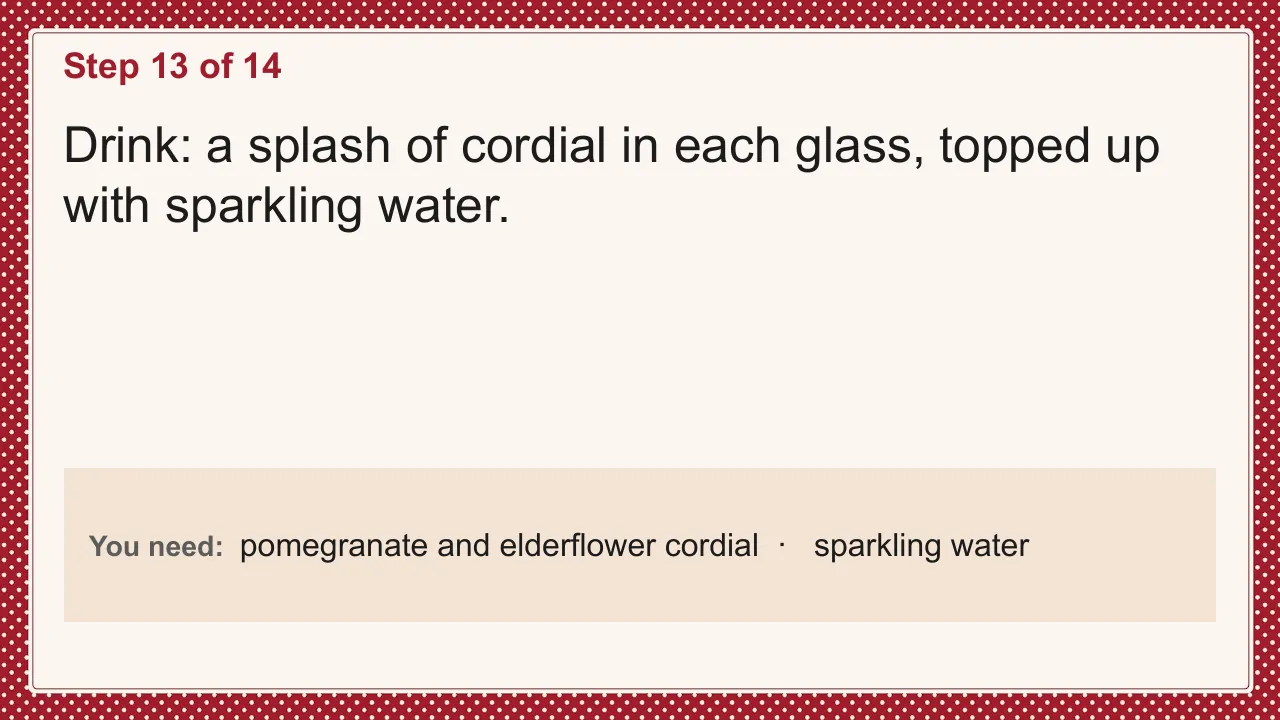 Step 13 of 14
Drink: a splash of cordial in each glass, topped up
with sparkling water.
You need: pomegranate and elderflower cordial · sparkling water